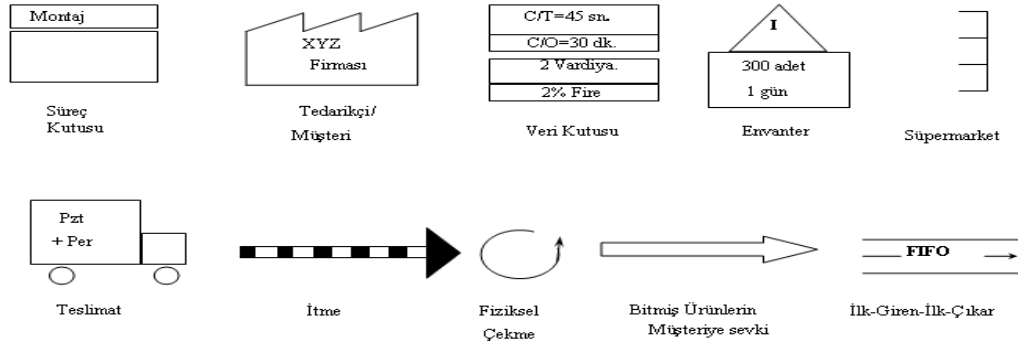 Montaj
Süreç
Kutusu
XYZ
Firması
Tedarikçi/
Müşteri
C/T=45 sn.
C/O=30 dk.
2 Vardiya.
2% Fire
Veri Kutusu
I
300 adet
1 gün
Envanter
Süpermarket
Pzt
+ Per
Teslimat
İtme
Fiziksel
Çekme
Bitmiş Ürünlerin
Müşteriye sevki
FIFO
İlk-Giren-İlk-Çıkar